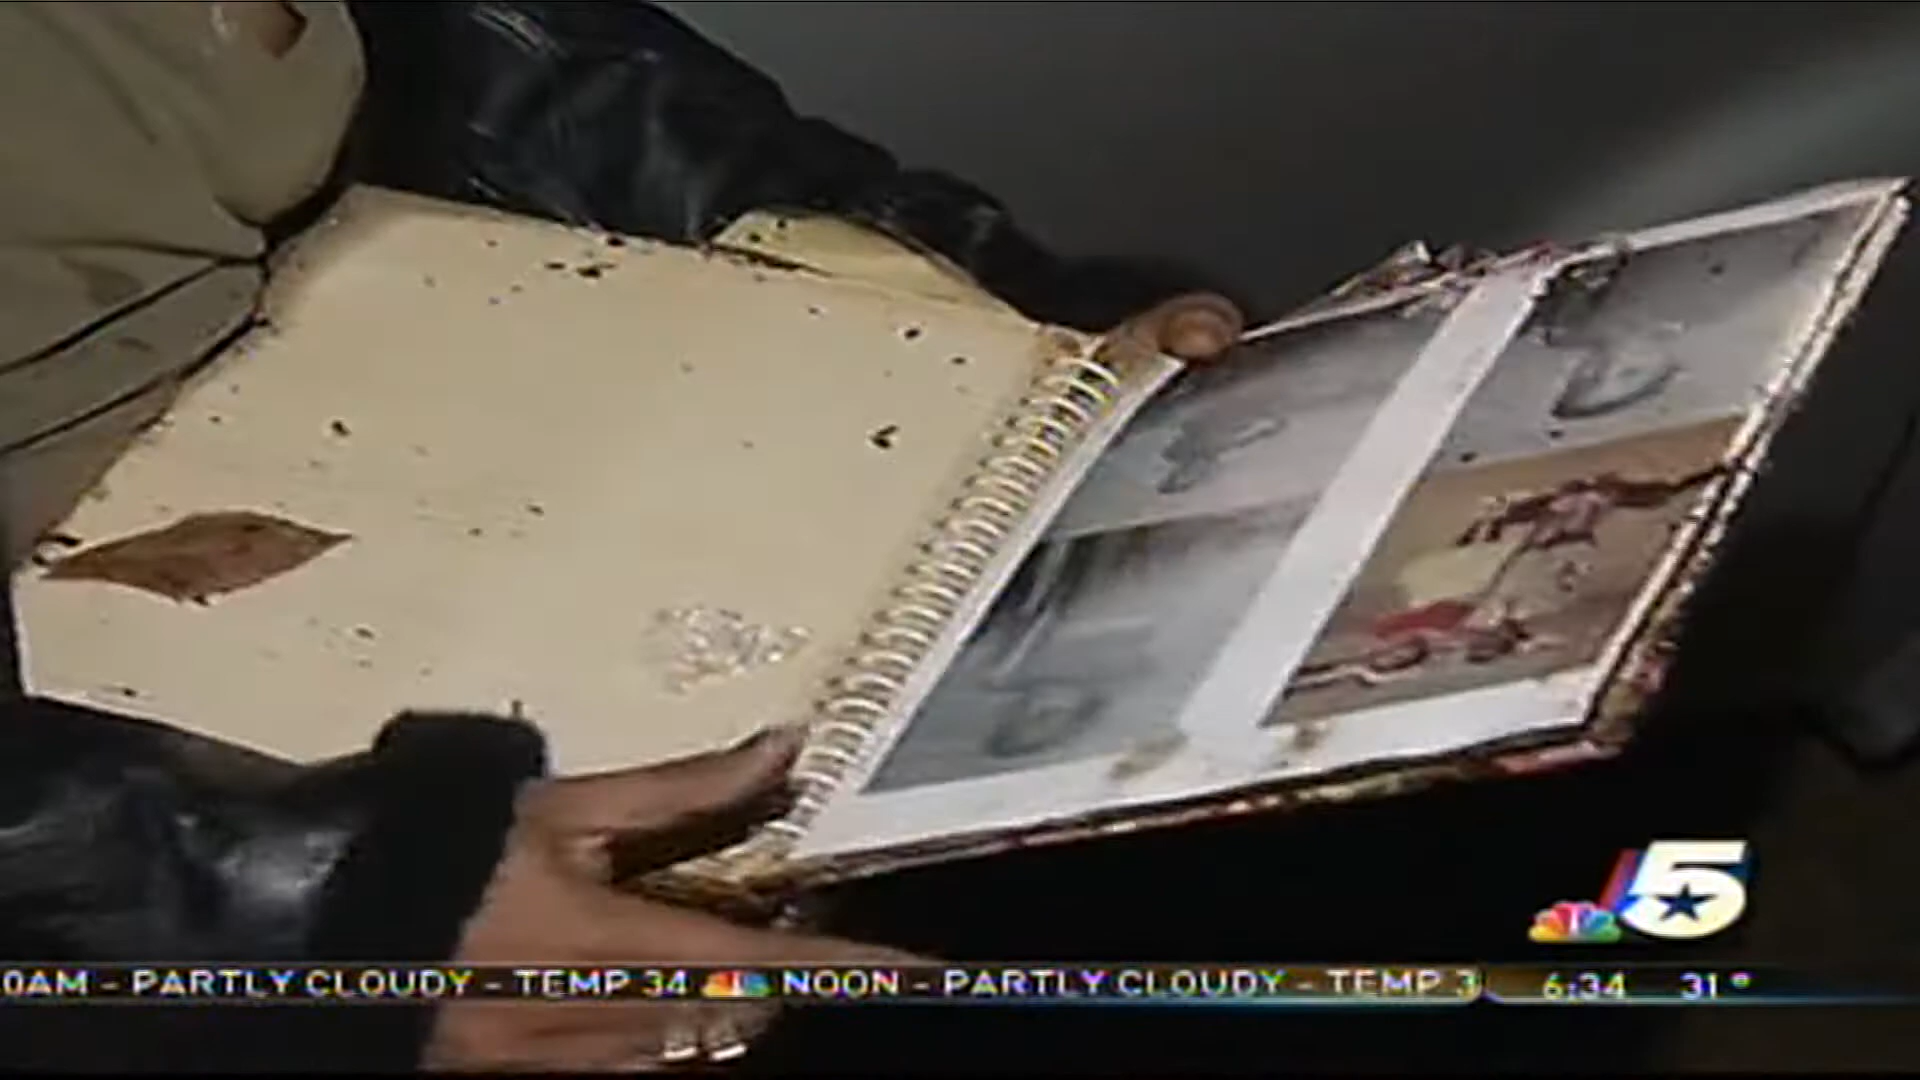 5
0AM - PARTLY CLOUDY - TEMP 34 NOON - PARTLY CLOUDY - TEMP 3 6:34 31°